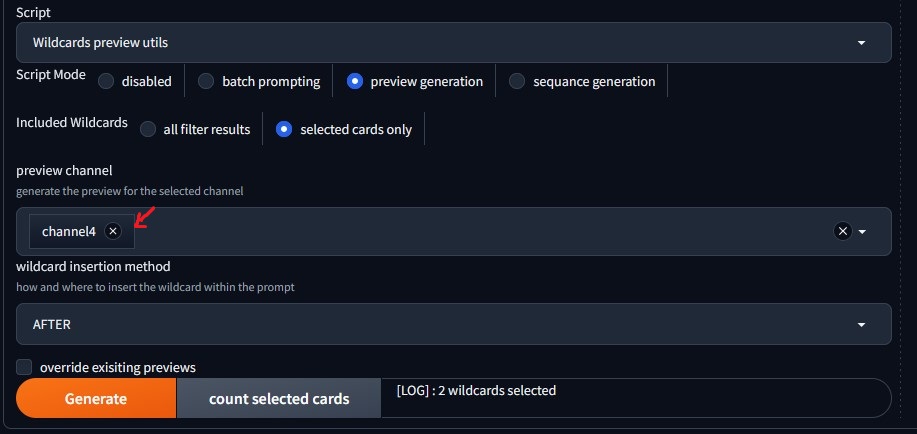 Script
Wildcards preview utils
Script Mode disabled batch prompting preview generation sequance generation
Included Wildcards all filter results selected cards only
preview channel
generate the preview for the selected channel
channel4
wildcard insertion method
how and where to insert the wildcard within the prompt
AFTER
override exisiting previews
Generate count selected cards [LOG] : 2 wildcards selected